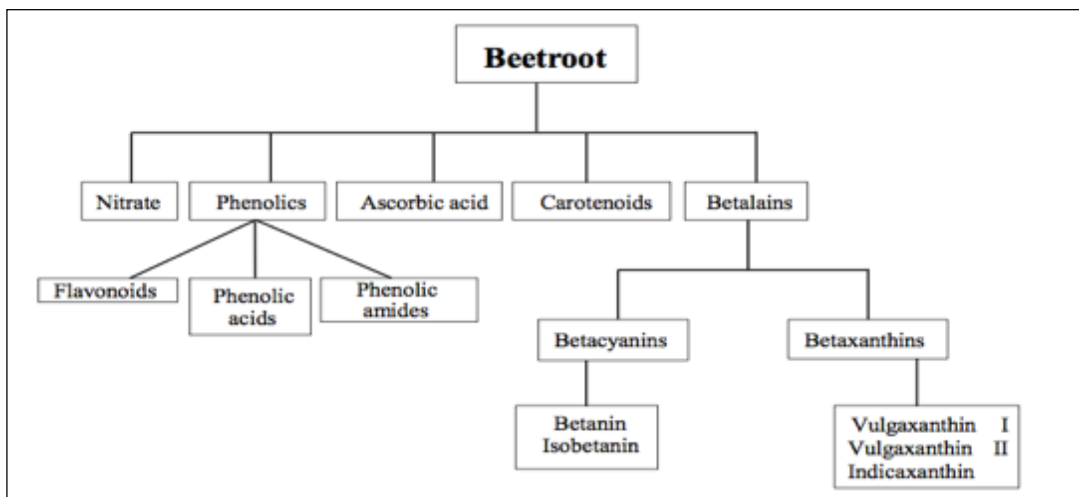 Beetroot
Nitrate
Phenolics
Ascorbic acid
Carotenoids
Betalains
Flavonoids
Phenolic
acids
Phenolic
amides
Betacyanins
Betaxanthins
Betanin
Isobetanin
Vulgaxanthin I
Vulgaxanthin II
Indicaxanthin